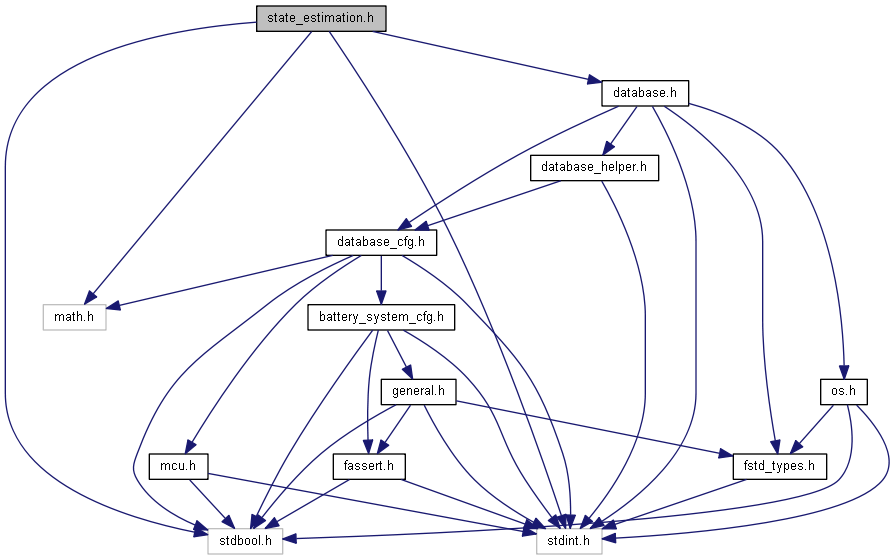 state_estimation.h
database.h
database_helper.h
database_cfg.h
math.h
battery_system_cfg.h
general.h
os.h
mcu.h
fassert.h
fstd_types.h
stdbool.h
stdint.h